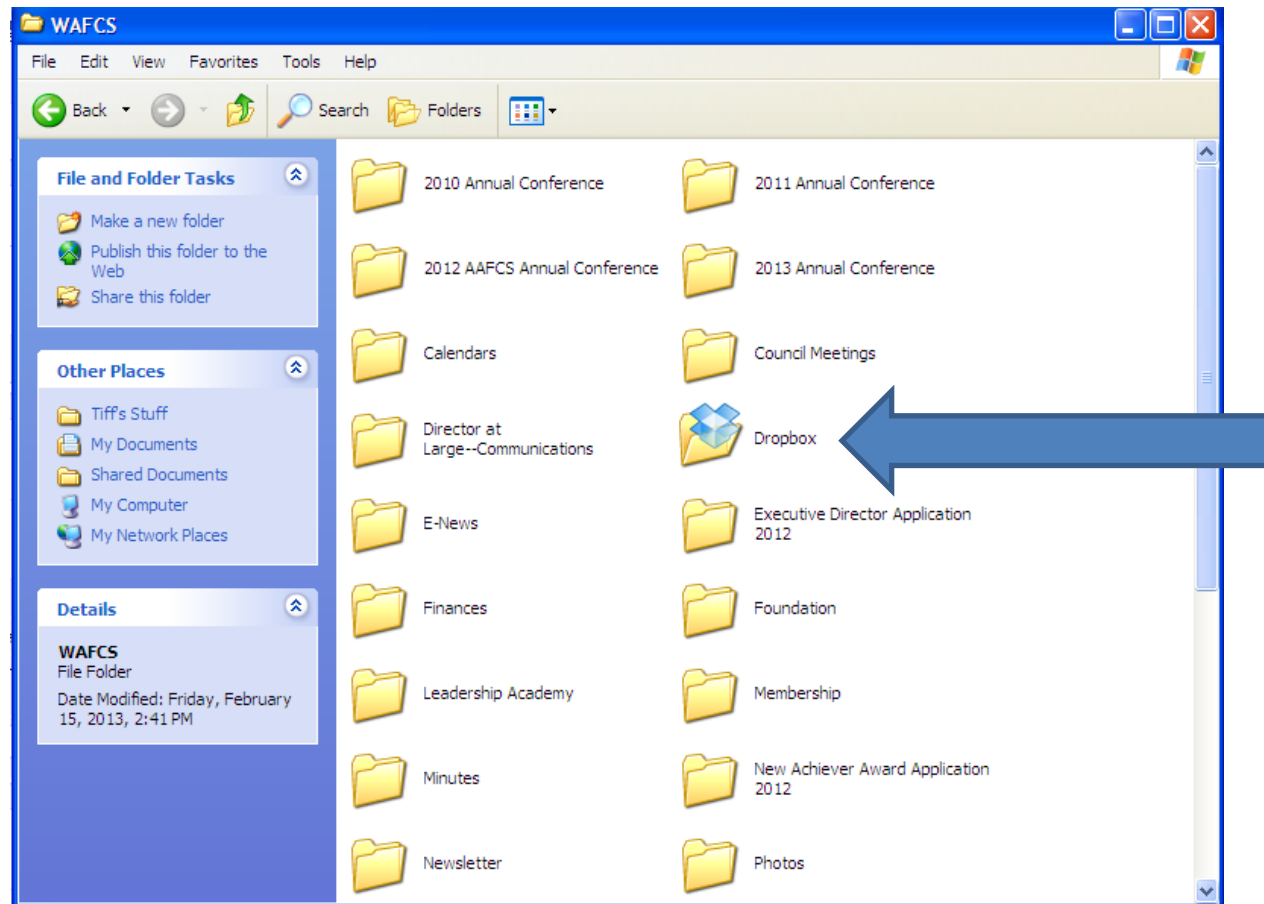 WAFCS
File Edit View Favorites Tools Help
Back Search Folders
File and Folder Tasks
Make a new folder
Publish this folder to the
Web
Share this folder
Other Places
Tiff's Stuff
My Documents
Shared Documents
My Computer
My Network Places
Details
WAFCS
File Folder
Date Modified: Friday, February
15, 2013, 2:41 PM
2010 Annual Conference
2011 Annual Conference
2012 AAFCS Annual Conference
2013 Annual Conference
Calendars
Council Meetings
Director at
Large--Communications
Dropbox
E-News
Executive Director Application
2012
Finances
Foundation
Leadership Academy
Membership
Minutes
New Achiever Award Application
2012
Newsletter
Photos